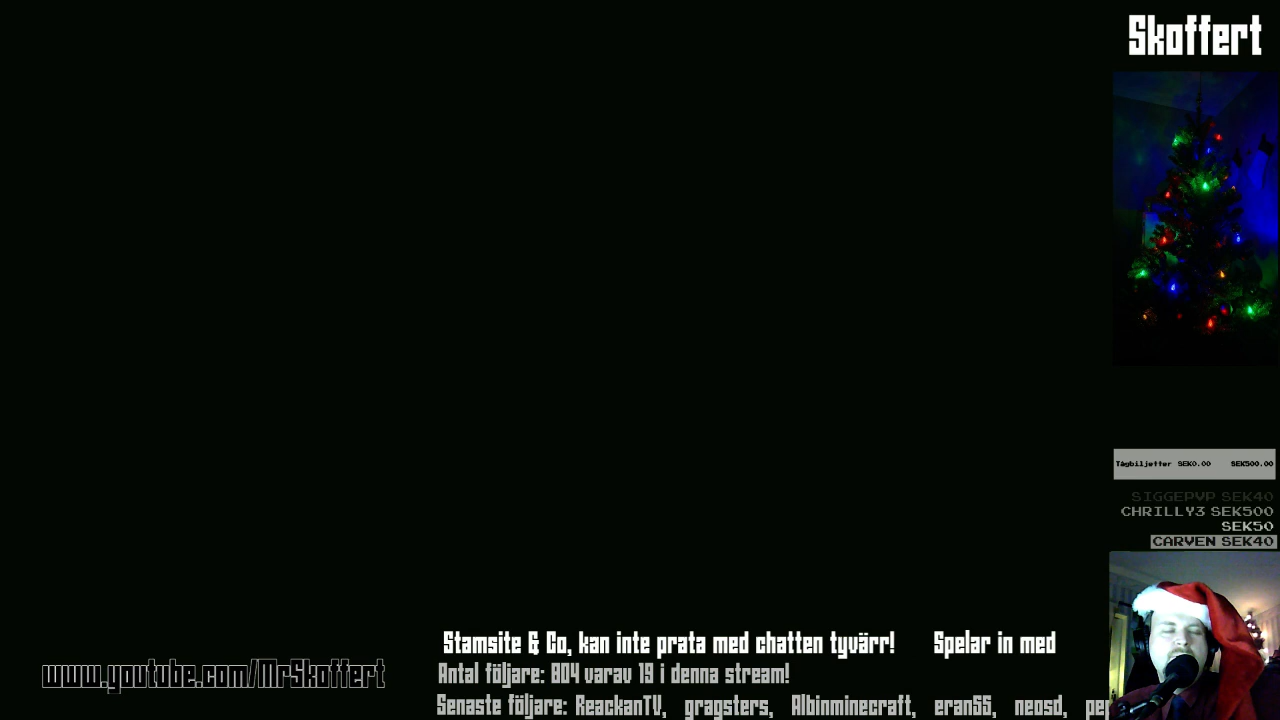 Skoffert
Tågbiljetter SEK0.00 SEK500.00
SIGGEPVP SEK40
CHRILLY3 SEK500
SEK50
CARVEN SEK40
Stamsite & Co, kan inte prata med chatten tyvärr! Spelar in med
www.youtube.com/MrSkoffert
Antal följare: 804 varav 19 i denna stream!
Senaste följare: ReackanTV, gragsters, Albinminecraft, eranSS, neosd,